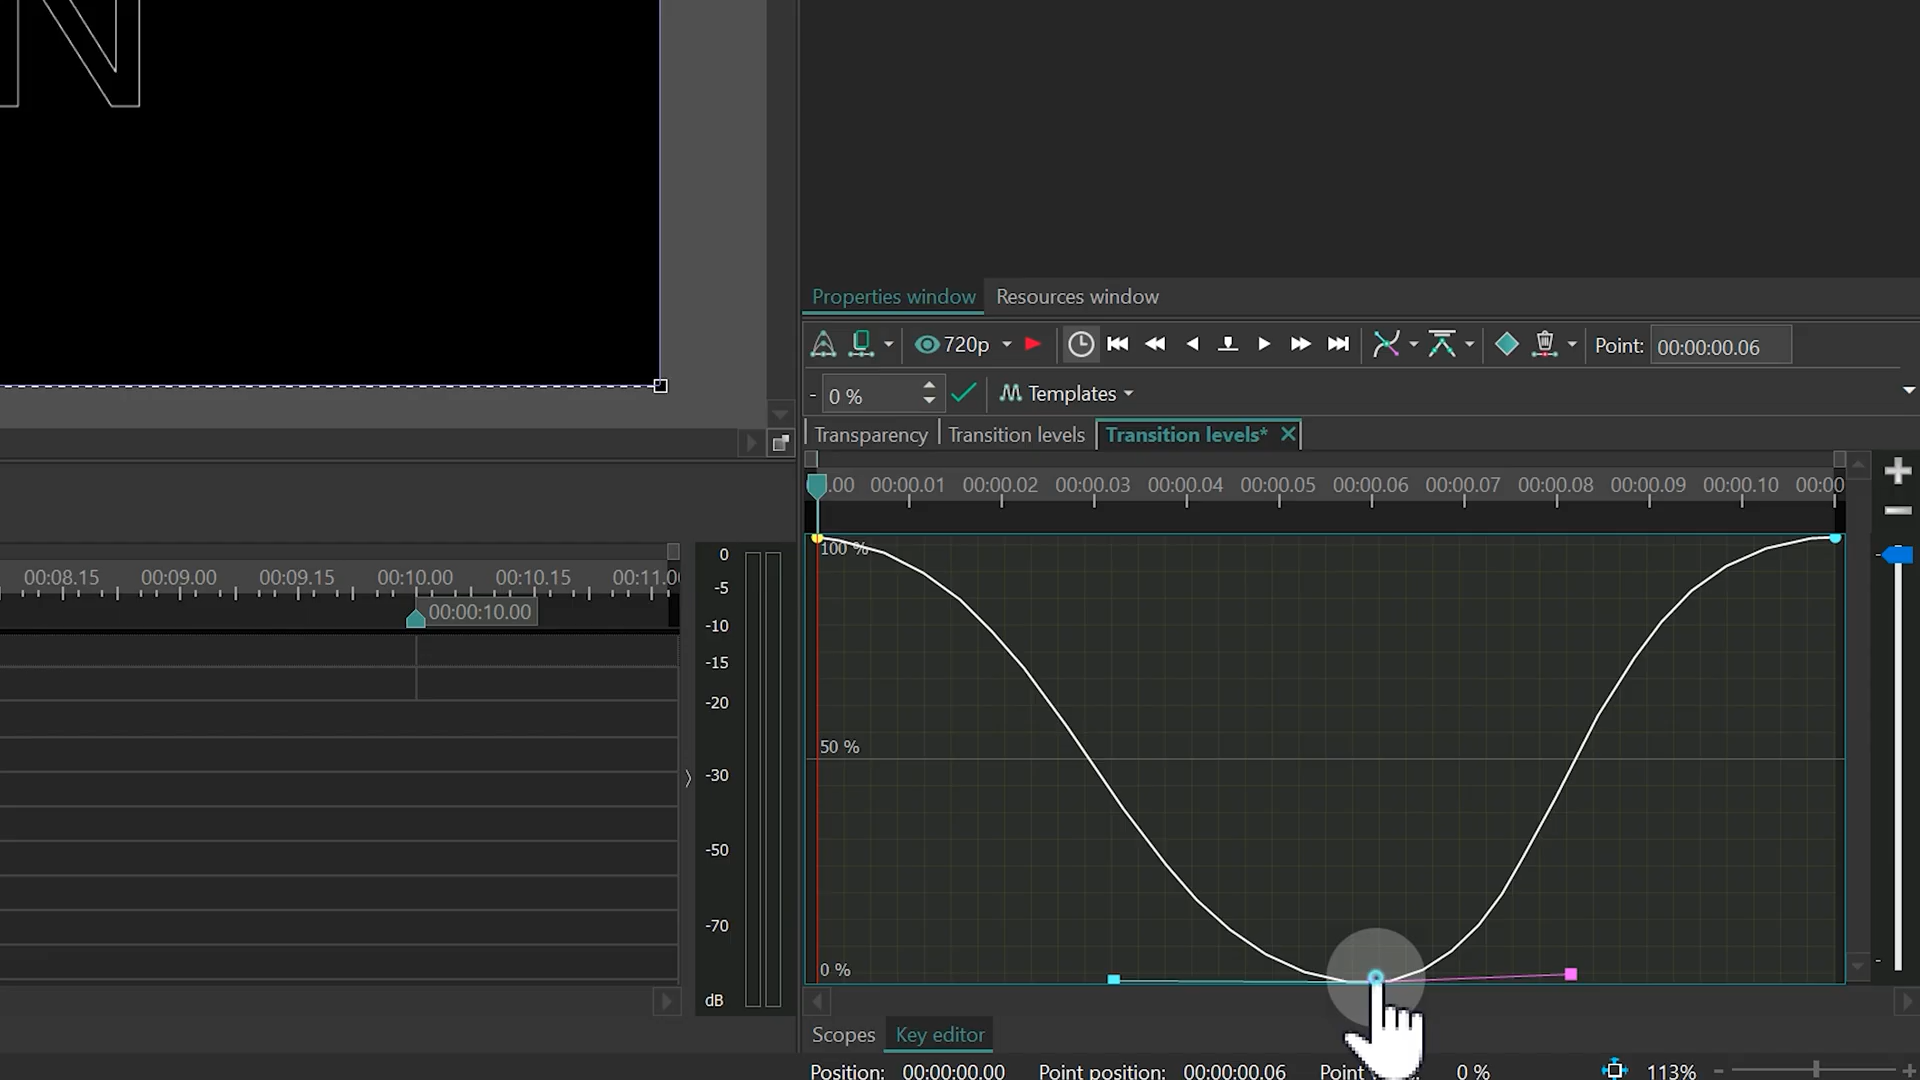 N
Properties window Resources window
720p Point: 00:00:00.06
- 0 % Templates
Transparency Transition levels Transition levels*
.00 00:00.01 00:00.02 00:00.03 00:00.04 00:00.05 00:00.06 00:00.07 00:00.08 00:00.09 00:00.10 00:00
100 %
50 %
0 %
00:08.15 00:09.00 00:09.15 00:10.00 00:10.15 00:11.0
00:00:10.00
0
-5
-10
-15
-20
-30
-50
-70
dB
Scopes Key editor
Position: 00:00:00.00 Point position: 00:00:00.06 Point 0 % 113%